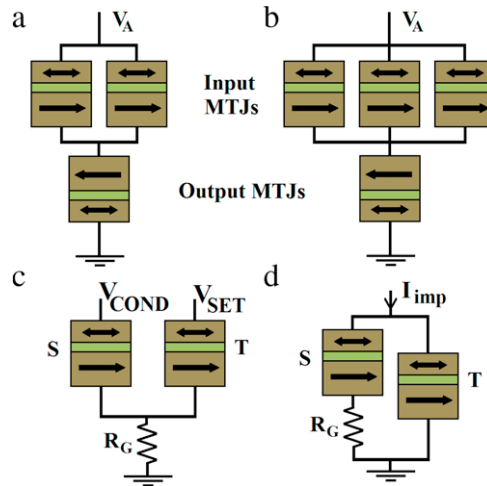 a
V_A
b
V_A
Input
MTJs
Output MTJs
c
V_COND
V_SET
S
T
R_G
d
I_imp
S
T
R_G